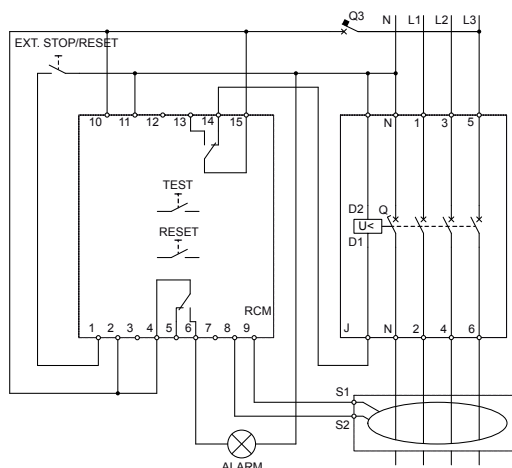 Q3
N L1 L2 L3
EXT. STOP/RESET
10 11 12 13 14 15
N 1 3 5
TEST
D2 Q
U<
D1
RESET
RCM
1 2 3 4 5 6 7 8 9
J N 2 4 6
S1
S2
ALARM